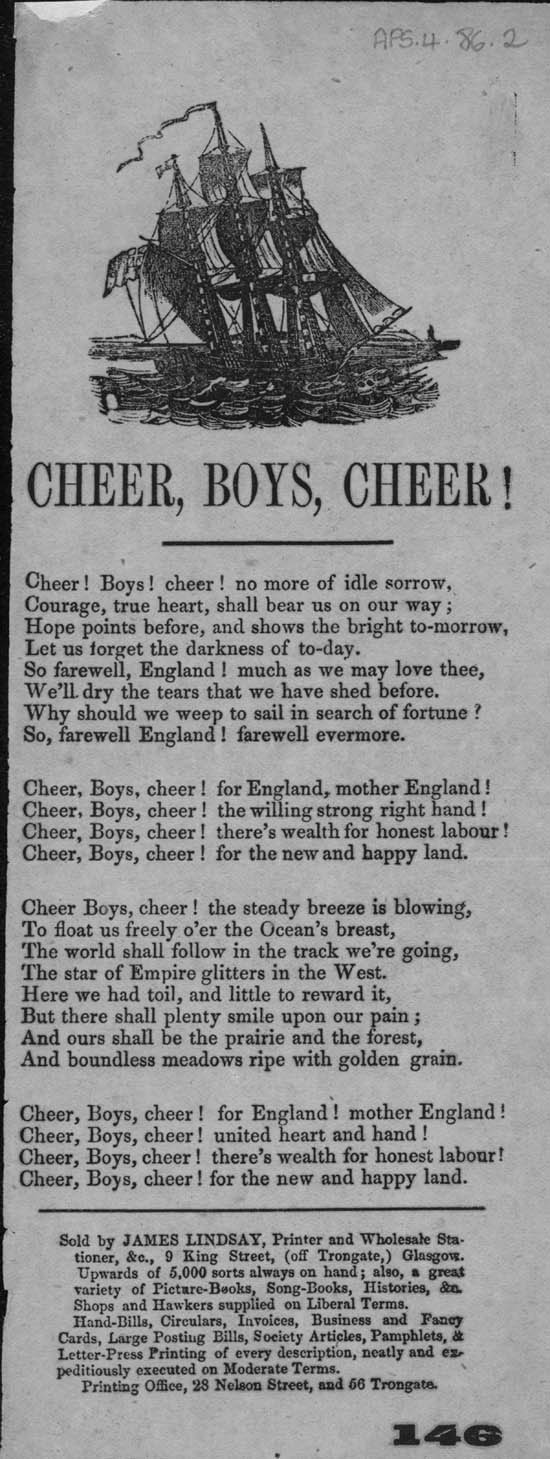 APS.4.86.2
CHEER, BOYS, CHEER!
Cheer! Boys! cheer! no more of idle sorrow,
Courage, true heart, shall bear us on our way;
Hope points before, and shows the bright to-morrow,
Let us forget the darkness of to-day.
So farewell, England! much as we may love thee,
We'll dry the tears that we have shed before.
Why should we weep to sail in search of fortune?
So, farewell England! farewell evermore.
Cheer, Boys, cheer! for England, mother England!
Cheer, Boys, cheer! the willing strong right hand!
Cheer, Boys, cheer! there's wealth for honest labour!
Cheer, Boys, cheer! for the new and happy land.
Cheer Boys, cheer! the steady breeze is blowing,
To float us freely o'er the Ocean's breast,
The world shall follow in the track we're going,
The star of Empire glitters in the West.
Here we had toil, and little to reward it,
But there shall plenty smile upon our pain;
And ours shall be the prairie and the forest,
And boundless meadows ripe with golden grain.
Cheer, Boys, cheer! for England! mother England!
Cheer, Boys, cheer! united heart and hand!
Cheer, Boys, cheer! there's wealth for honest labour!
Cheer, Boys, cheer! for the new and happy land.
Sold by JAMES LINDSAY, Printer and Wholesale Sta-
tioner, &c., 9 King Street, (off Trongate,) Glasgow.
Upwards of 5,000 sorts always on hand; also, a great
variety of Picture-Books, Song-Books, Histories, &c.
Shops and Hawkers supplied on Liberal Terms.
Hand-Bills, Circulars, Invoices, Business and Fancy
Cards, Large Posting Bills, Society Articles, Pamphlets, &
Letter-Press Printing of every description, neatly and ex-
peditiously executed on Moderate Terms.
Printing Office, 28 Nelson Street, and 56 Trongate.
146